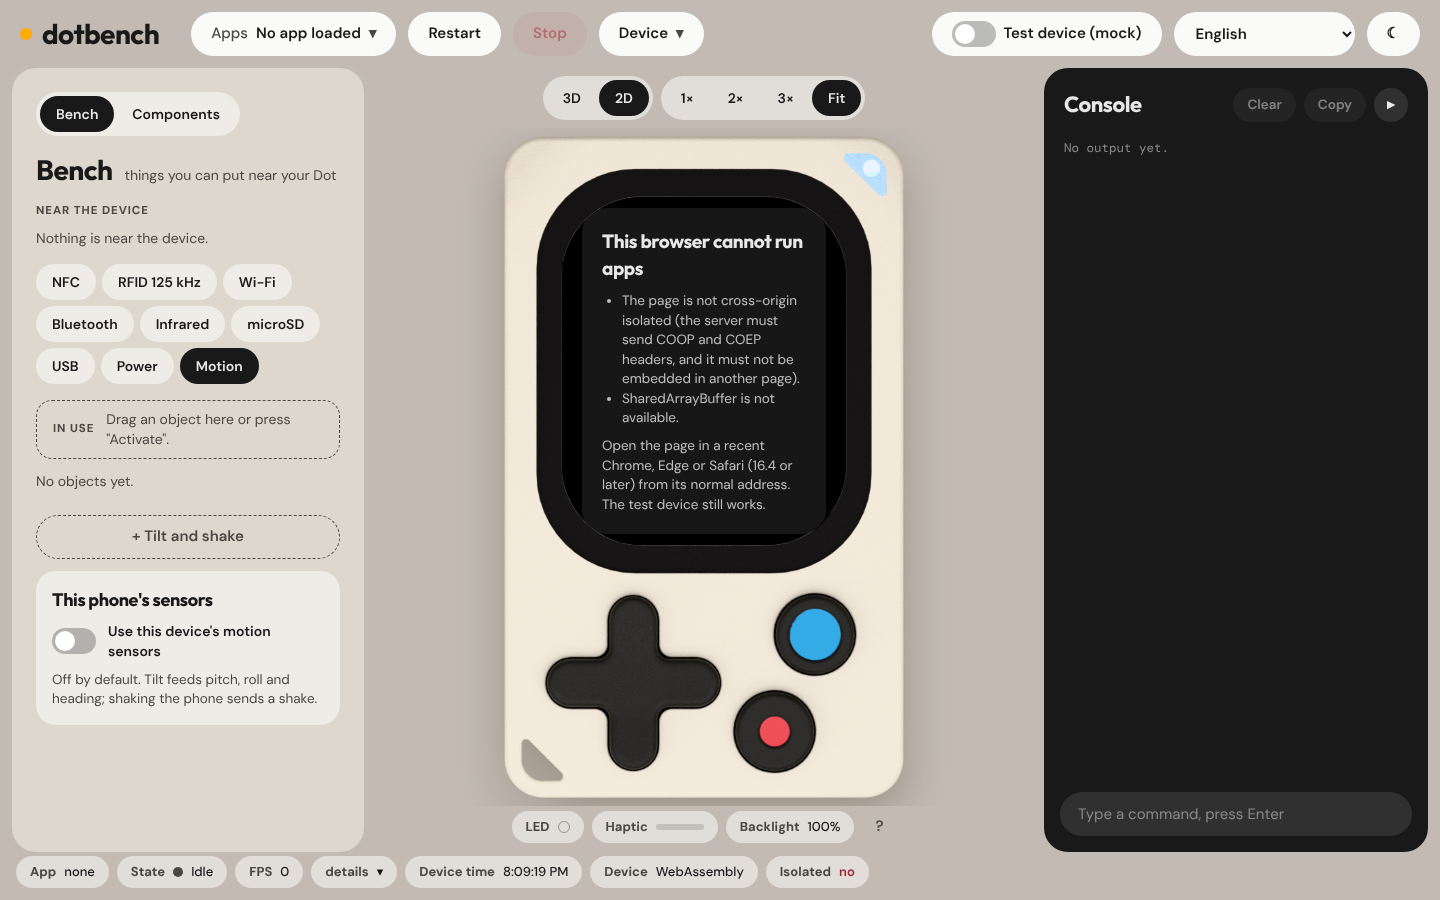 dotbench
Apps No app loaded ▾
Restart
Stop
Device ▾
Test device (mock)
English
Bench
Components
Bench things you can put near your Dot
NEAR THE DEVICE
Nothing is near the device.
NFC
RFID 125 kHz
Wi-Fi
Bluetooth
Infrared
microSD
USB
Power
Motion
IN USE
Drag an object here or press
"Activate".
No objects yet.
+ Tilt and shake
This phone's sensors
Use this device's motion
sensors
Off by default. Tilt feeds pitch, roll and
heading; shaking the phone sends a shake.
3D
2D
1×
2×
3×
Fit
This browser cannot run
apps
• The page is not cross-origin
isolated (the server must
send COOP and COEP
headers, and it must not be
embedded in another page).
• SharedArrayBuffer is not
available.
Open the page in a recent
Chrome, Edge or Safari (16.4 or
later) from its normal address.
The test device still works.
LED
Haptic
Backlight 100%
?
Console
Clear
Copy
No output yet.
Type a command, press Enter
App none
State Idle
FPS 0
details ▾
Device time 8:09:19 PM
Device WebAssembly
Isolated no